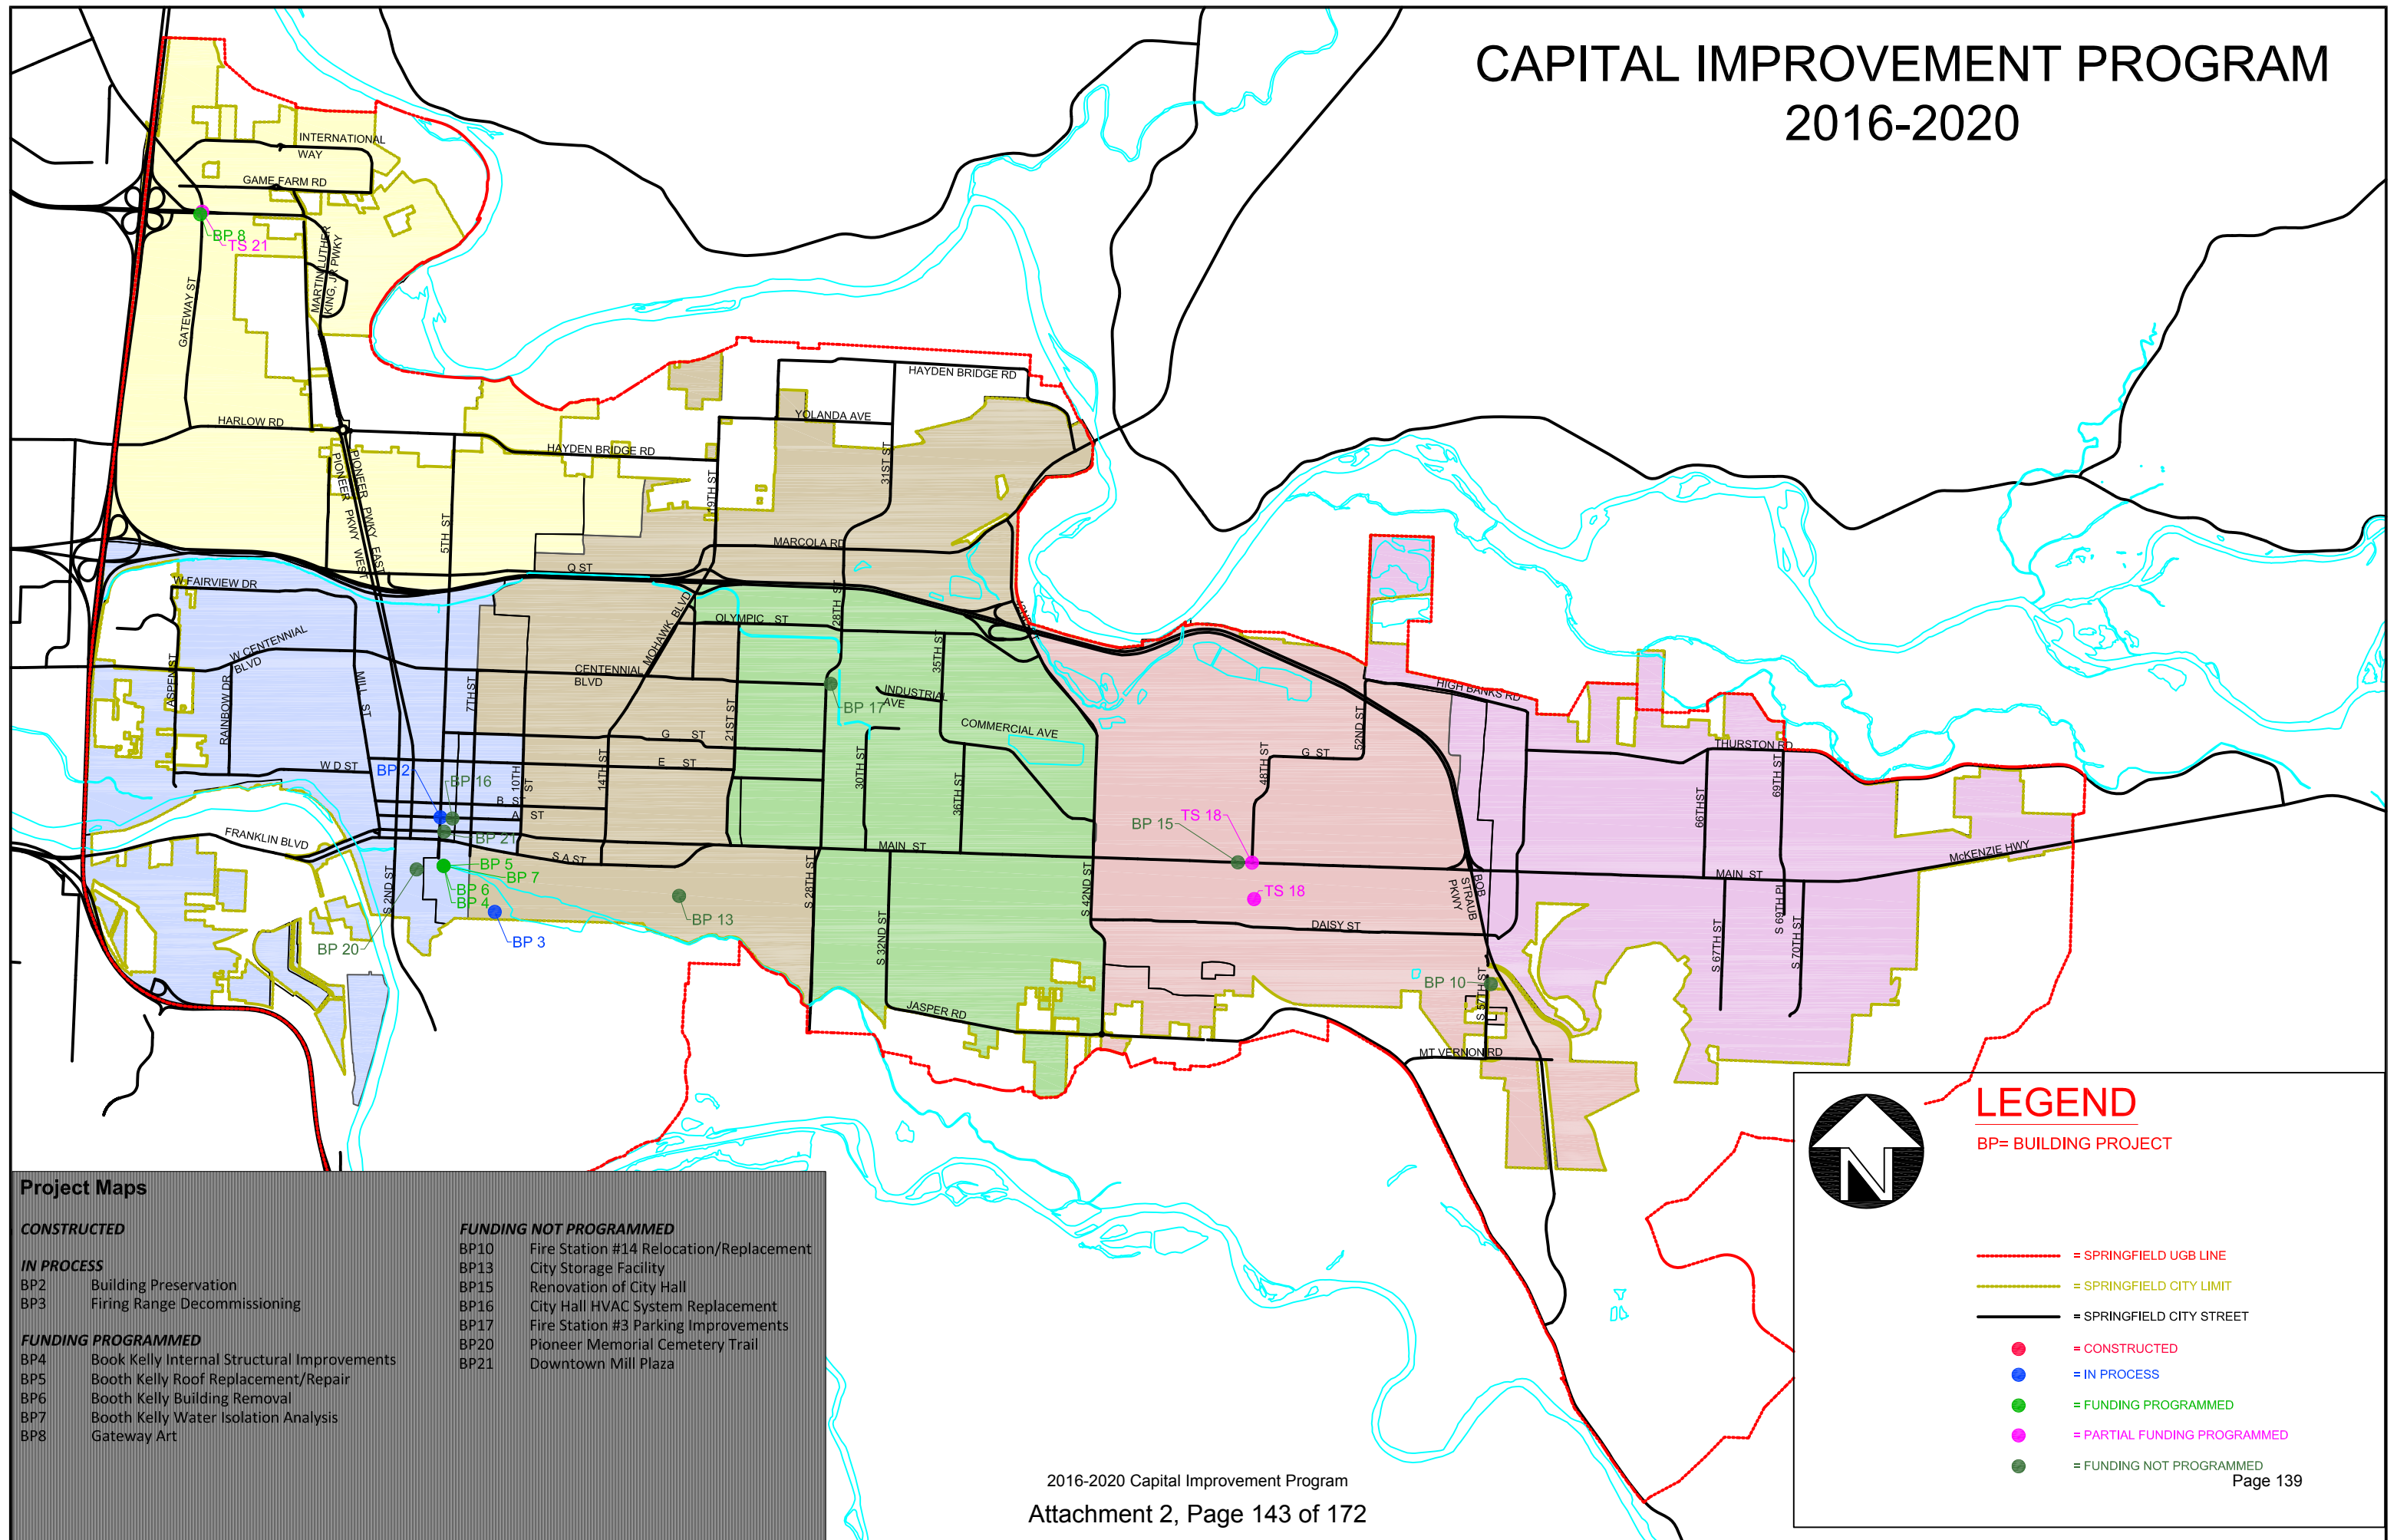 CAPITAL IMPROVEMENT PROGRAM
2016-2020
INTERNATIONAL
WAY
GAME FARM RD
BP 8
TS 21
MARTIN LUTHER
KING, JR PWKY
GATEWAY ST
HARLOW RD
HAYDEN BRIDGE RD
YOLANDA AVE
HAYDEN BRIDGE RD
PIONEER PWKY EAST
PIONEER PKWY WEST
5TH ST
19TH ST
31ST ST
MARCOLA RD
Q ST
W FAIRVIEW DR
W CENTENNIAL
BLVD
ASPEN ST
RAINBOW DR
MILL ST
7TH ST
MOHAWK BLVD
OLYMPIC ST
28TH ST
35TH ST
CENTENNIAL
BLVD
21ST ST
BP 17
INDUSTRIAL
AVE
COMMERCIAL AVE
HIGH BANKS RD
52ND ST
G ST
G ST
E ST
48TH ST
THURSTON RD
69TH ST
66TH ST
W D ST
BP 2
BP 16
10TH
ST
14TH ST
30TH ST
36TH ST
B ST
A ST
BP 21
FRANKLIN BLVD
S A ST
MAIN ST
BP 15
TS 18
TS 18
MAIN ST
McKENZIE HWY
S 2ND ST
BP 5
BP 7
BP 6
BP 4
BP 3
BP 13
BP 20
S 28TH ST
S 32ND ST
S 42ND ST
DAISY ST
BOB
STRAUB
PKWY
S 67TH ST
S 69TH PL
S 70TH ST
BP 10
S 57TH ST
JASPER RD
MT VERNON RD
Project Maps
CONSTRUCTED
IN PROCESS
BP2 Building Preservation
BP3 Firing Range Decommissioning
FUNDING PROGRAMMED
BP4 Book Kelly Internal Structural Improvements
BP5 Booth Kelly Roof Replacement/Repair
BP6 Booth Kelly Building Removal
BP7 Booth Kelly Water Isolation Analysis
BP8 Gateway Art
FUNDING NOT PROGRAMMED
BP10 Fire Station #14 Relocation/Replacement
BP13 City Storage Facility
BP15 Renovation of City Hall
BP16 City Hall HVAC System Replacement
BP17 Fire Station #3 Parking Improvements
BP20 Pioneer Memorial Cemetery Trail
BP21 Downtown Mill Plaza
N
LEGEND
BP= BUILDING PROJECT
= SPRINGFIELD UGB LINE
= SPRINGFIELD CITY LIMIT
= SPRINGFIELD CITY STREET
= CONSTRUCTED
= IN PROCESS
= FUNDING PROGRAMMED
= PARTIAL FUNDING PROGRAMMED
= FUNDING NOT PROGRAMMED
Page 139
2016-2020 Capital Improvement Program
Attachment 2, Page 143 of 172